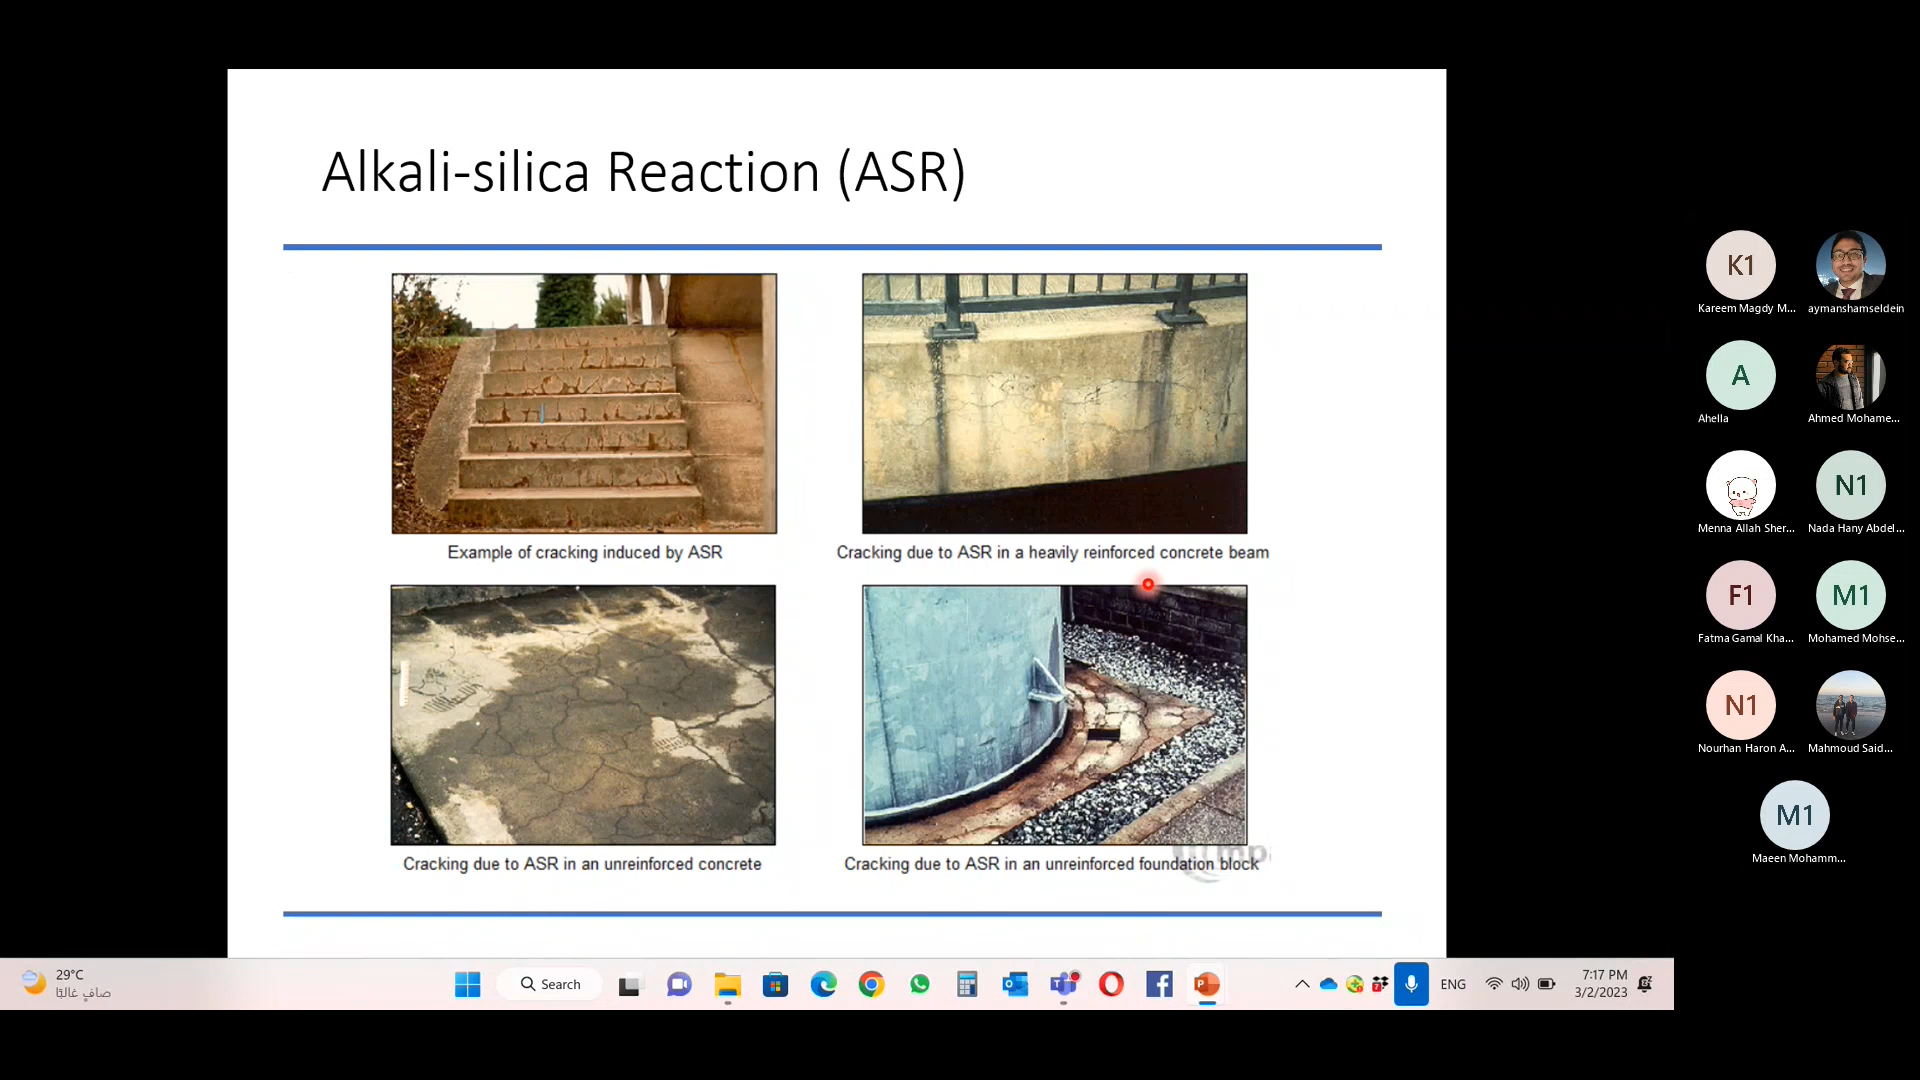 Alkali-silica Reaction (ASR)
Example of cracking induced by ASR
Cracking due to ASR in a heavily reinforced concrete beam
Cracking due to ASR in an unreinforced concrete
Cracking due to ASR in an unreinforced foundation block
K1
Kareem Magdy M...
aymanshamseldein
A
Ahella
Ahmed Mohame...
Menna Allah Sher...
N1
Nada Hany Abdel...
F1
Fatma Gamal Kha...
M1
Mohamed Mohse...
N1
Nourhan Haron A...
Mahmoud Said...
M1
Maeen Mohamm...
29°C
صافٍ غالبًا
Search
ENG
7:17 PM
3/2/2023